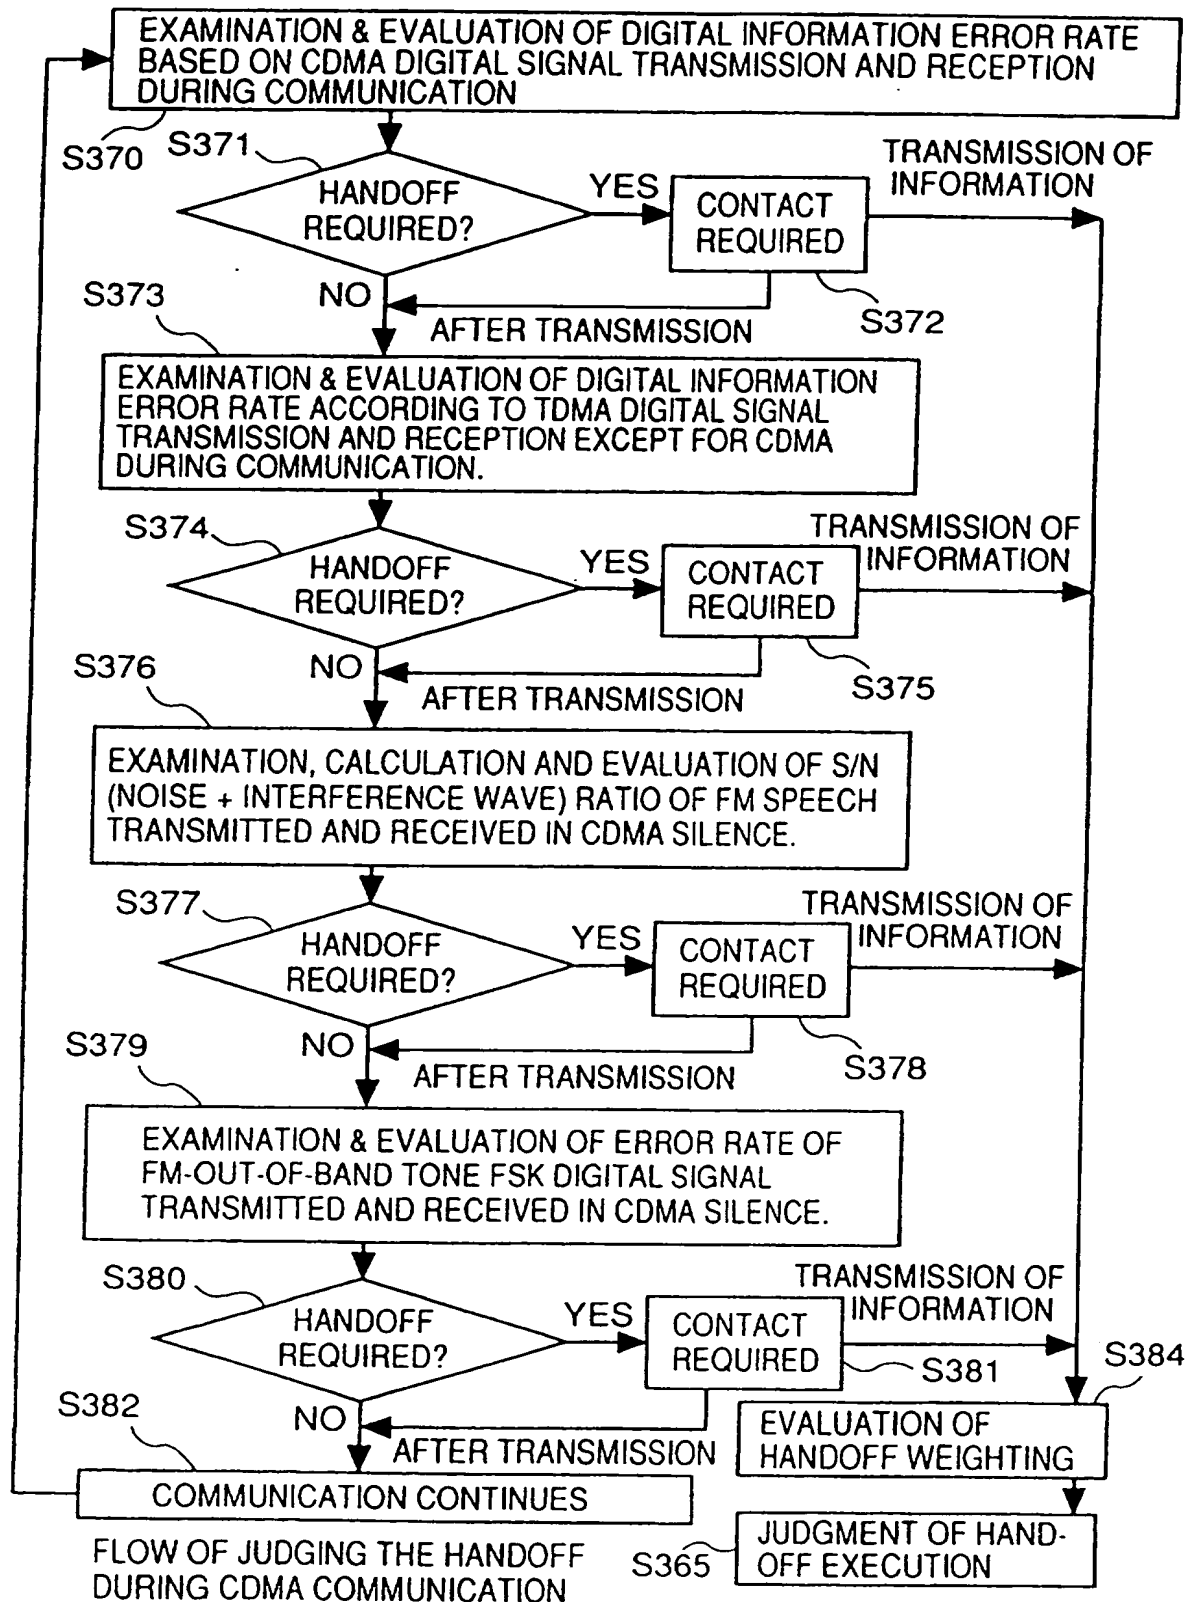 EXAMINATION & EVALUATION OF DIGITAL INFORMATION ERROR RATE
BASED ON CDMA DIGITAL SIGNAL TRANSMISSION AND RECEPTION
DURING COMMUNICATION
S370
S371
HANDOFF
REQUIRED?
YES
CONTACT
REQUIRED
TRANSMISSION OF
INFORMATION
S372
NO
AFTER TRANSMISSION
S373
EXAMINATION & EVALUATION OF DIGITAL INFORMATION
ERROR RATE ACCORDING TO TDMA DIGITAL SIGNAL
TRANSMISSION AND RECEPTION EXCEPT FOR CDMA
DURING COMMUNICATION.
S374
HANDOFF
REQUIRED?
YES
CONTACT
REQUIRED
TRANSMISSION OF
INFORMATION
S375
NO
AFTER TRANSMISSION
S376
EXAMINATION, CALCULATION AND EVALUATION OF S/N
(NOISE + INTERFERENCE WAVE) RATIO OF FM SPEECH
TRANSMITTED AND RECEIVED IN CDMA SILENCE.
S377
HANDOFF
REQUIRED?
YES
CONTACT
REQUIRED
TRANSMISSION OF
INFORMATION
S378
NO
AFTER TRANSMISSION
S379
EXAMINATION & EVALUATION OF ERROR RATE OF
FM-OUT-OF-BAND TONE FSK DIGITAL SIGNAL
TRANSMITTED AND RECEIVED IN CDMA SILENCE.
S380
HANDOFF
REQUIRED?
YES
CONTACT
REQUIRED
TRANSMISSION OF
INFORMATION
S381
S384
NO
AFTER TRANSMISSION
S382
EVALUATION OF
HANDOFF WEIGHTING
COMMUNICATION CONTINUES
S365
JUDGMENT OF HAND-
OFF EXECUTION
FLOW OF JUDGING THE HANDOFF
DURING CDMA COMMUNICATION